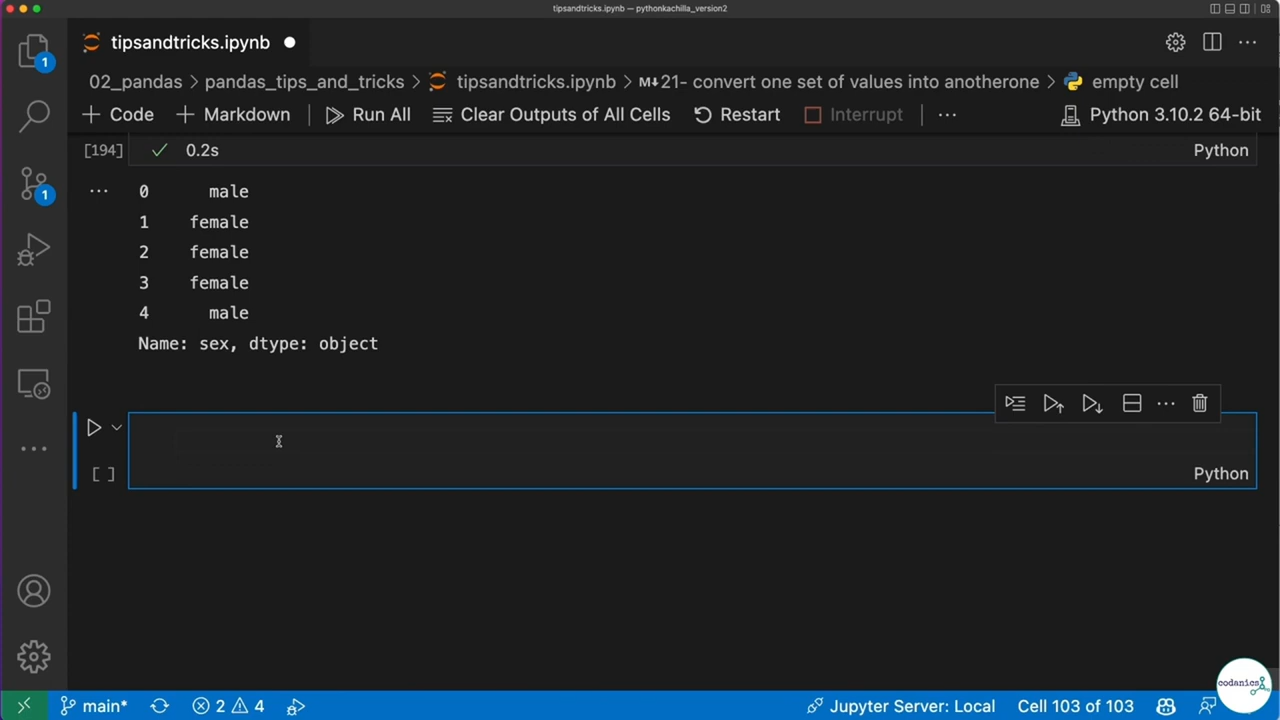 tipsandtricks.ipynb — pythonkachilla_version2
tipsandtricks.ipynb
02_pandas > pandas_tips_and_tricks > tipsandtricks.ipynb > M↓21- convert one set of values into anotherone > empty cell
+ Code + Markdown Run All Clear Outputs of All Cells Restart Interrupt ... Python 3.10.2 64-bit
[194] 0.2s Python
... 0 male
1 female
2 female
3 female
4 male
Name: sex, dtype: object
[ ] Python
1
1
main* 2 4 Jupyter Server: Local Cell 103 of 103
codanics